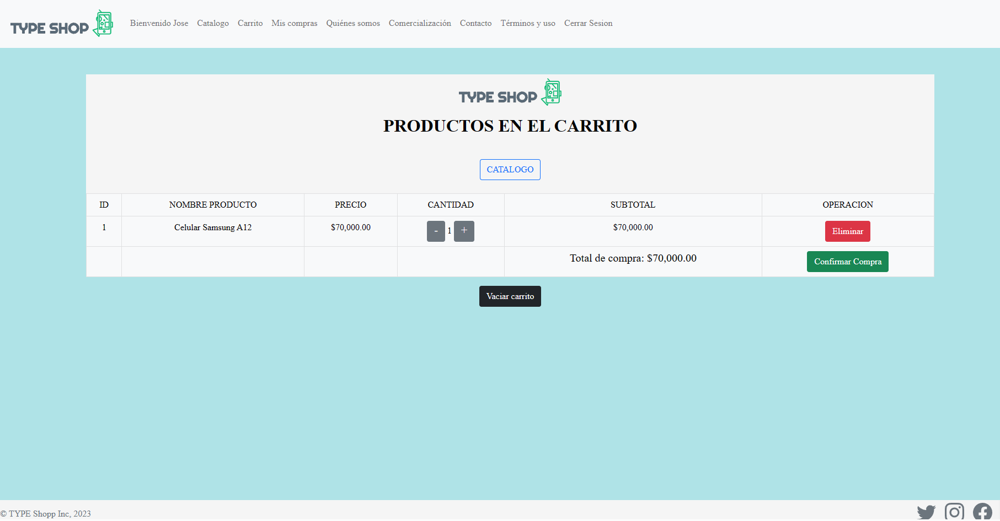 TYPE SHOP Bienvenido Jose Catalogo Carrito Mis compras Quiénes somos Comercialización Contacto Términos y uso Cerrar Sesion
TYPE SHOP
PRODUCTOS EN EL CARRITO
CATALOGO
ID NOMBRE PRODUCTO PRECIO CANTIDAD SUBTOTAL OPERACION
1 Celular Samsung A12 $70,000.00 - 1 + $70,000.00 Eliminar
Total de compra: $70,000.00 Confirmar Compra
Vaciar carrito
© TYPE Shopp Inc, 2023